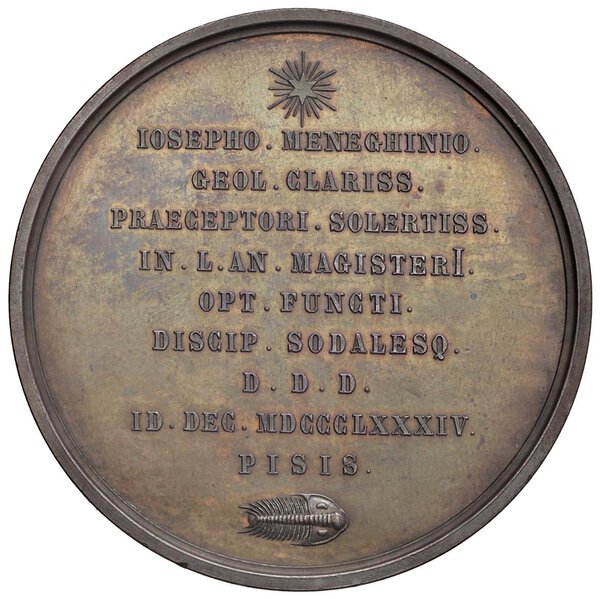 IOSEPHO. MENEGHINIO.
GEOL. CLARISS.
PRAECEPTORI. SOLERTISS.
IN. L. AN. MAGISTERI.
OPT. FUNCTI.
DISCIP. SODALESQ.
D. D. D.
ID. DEC. MDCCCLXXXIV.
PISIS.